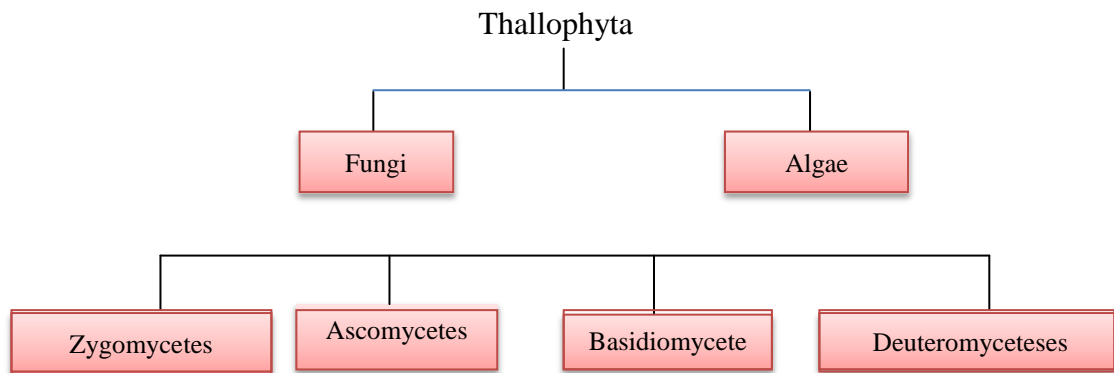 Thallophyta
Fungi
Algae
Zygomycetes
Ascomycetes
Basidiomycete
Deuteromyceteses